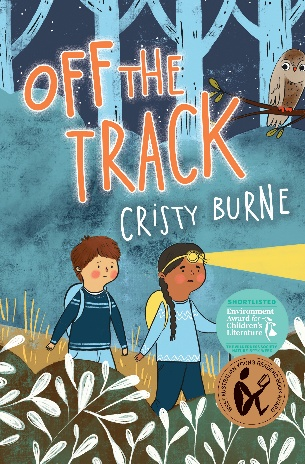 OFF THE
TRACK
CRISTY BURNE
SHORTLISTED
Environment
Award for
Children's
Literature